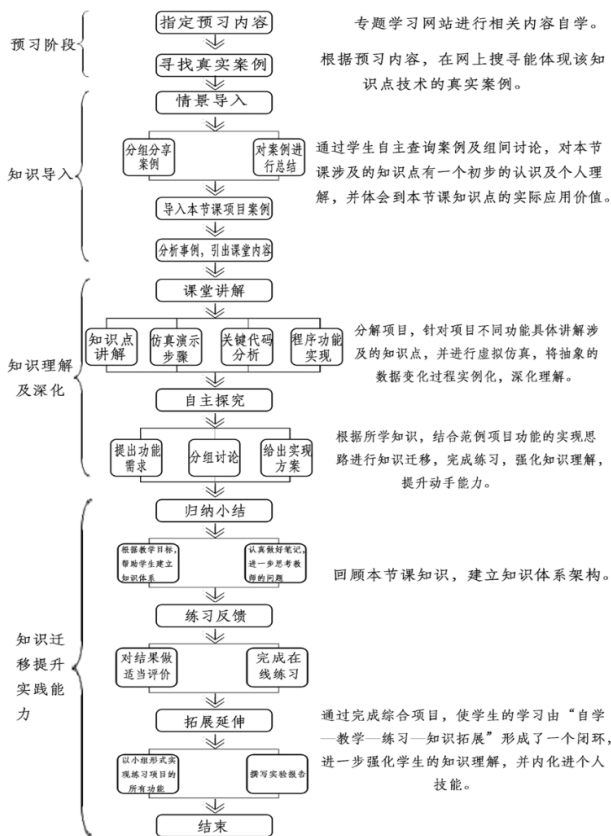 预习阶段
指定预习内容
专题学习网站进行相关内容自学。
寻找真实案例
根据预习内容，在网上搜寻能体现该知
识点技术的真实案例。
知识导入
情景导入
分组分享
案例
对案例进
行总结
通过学生自主查询案例及组间讨论，对本节
课涉及的知识点有一个初步的认识及个人理
解，并体会到本节课知识点的实际应用价值。
导入本节课项目案例
分析事例，引出课堂内容
知识理解
及深化
课堂讲解
知识点
讲解
仿真演示
步骤
关键代码
分析
程序功能
实现
分解项目，针对项目不同功能具体讲解涉
及的知识点，并进行虚拟仿真，将抽象的
数据变化过程实例化，深化理解。
自主探究
提出功能
需求
分组讨论
给出实现
方案
根据所学知识，结合范例项目功能的实现思
路进行知识迁移，完成练习，强化知识理解，
提升动手能力。
知识迁
移提升
实践能
力
归纳小结
根据教学目标，
帮助学生建立
知识体系
认真做好笔记，
进一步思考教
师的问题
回顾本节课知识，建立知识体系架构。
练习反馈
对结果做
适当评价
完成在
线练习
拓展延伸
以小组形式实
现练习项目的
所有功能
撰写实验报告
通过完成综合项目，使学生的学习由“自学
—教学—练习—知识拓展”形成了一个闭环，
进一步强化学生的知识理解，并内化进个人
技能。
结束